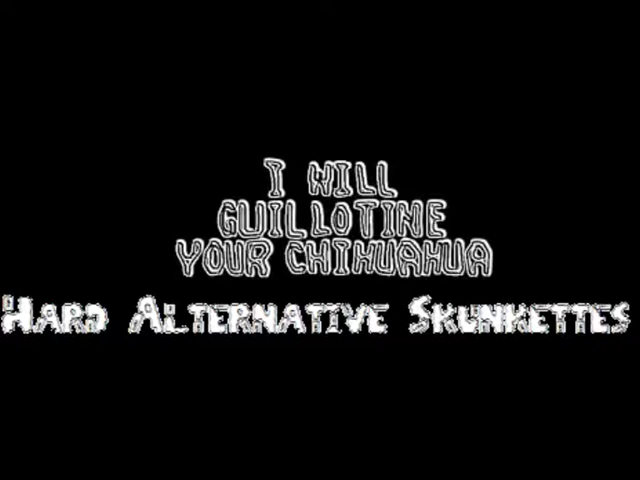 I WILL
GUILLOTINE
YOUR CHIHUAHUA
Hard Alternative Skunkettes